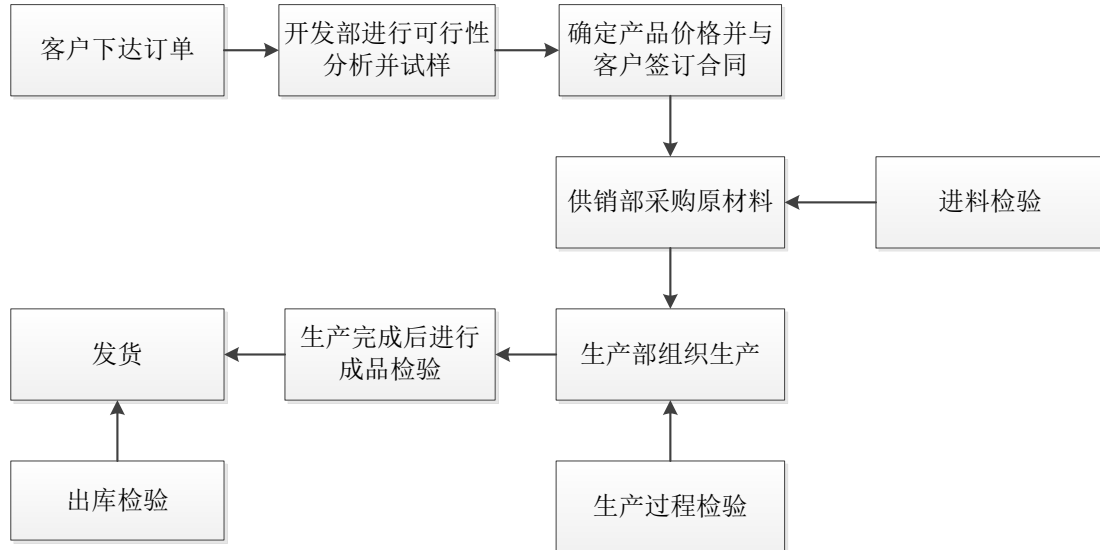 客户下达订单
开发部进行可行性
分析并试样
确定产品价格并与
客户签订合同
供销部采购原材料
进料检验
发货
生产完成后进行
成品检验
生产部组织生产
出库检验
生产过程检验